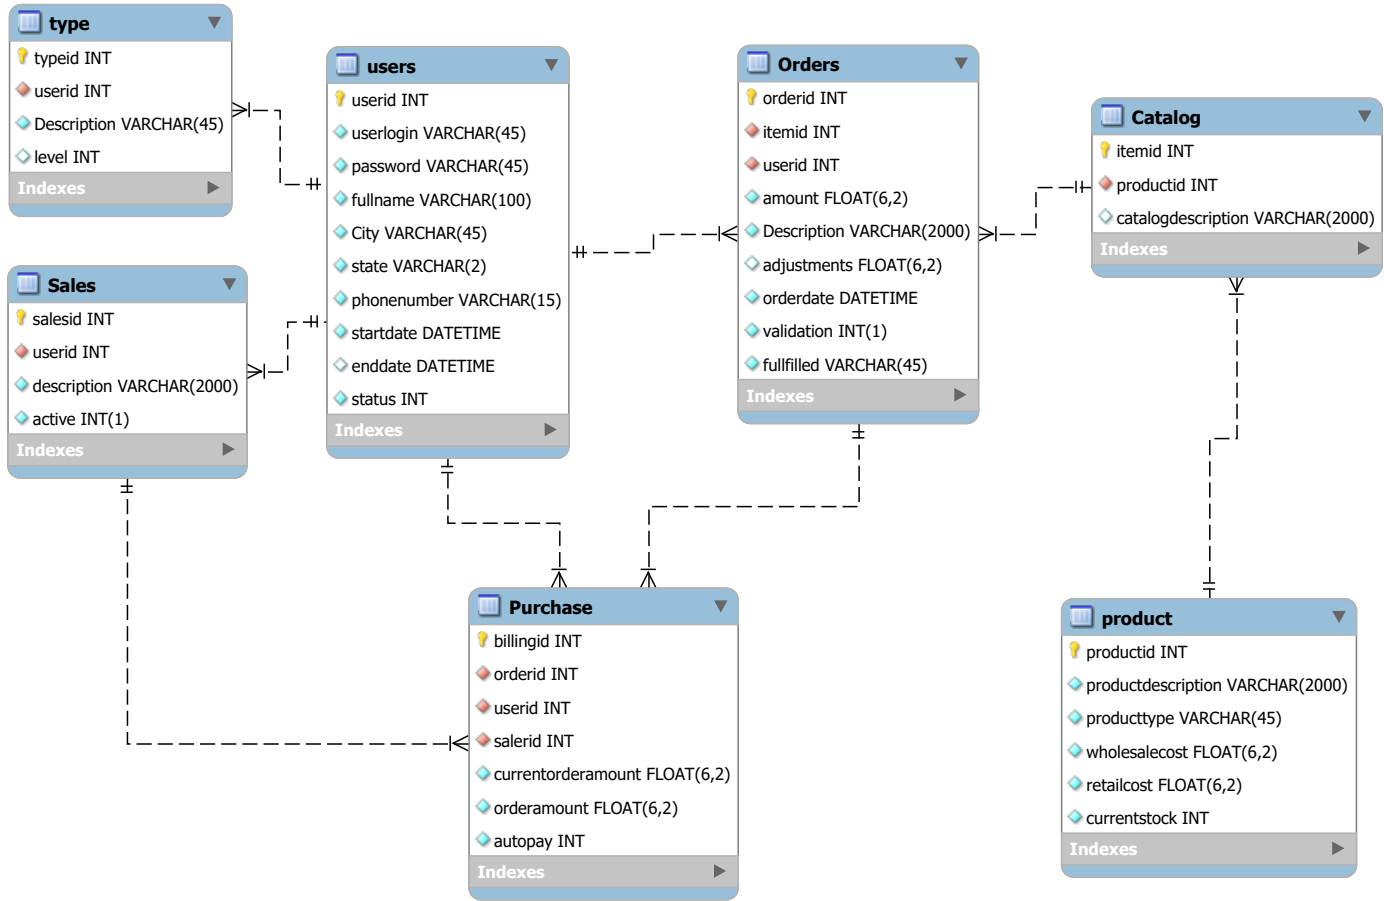 type
typeid INT
userid INT
Description VARCHAR(45)
level INT
Indexes
users
userid INT
userlogin VARCHAR(45)
password VARCHAR(45)
fullname VARCHAR(100)
City VARCHAR(45)
state VARCHAR(2)
phonenumber VARCHAR(15)
startdate DATETIME
enddate DATETIME
status INT
Indexes
Orders
orderid INT
itemid INT
userid INT
amount FLOAT(6,2)
Description VARCHAR(2000)
adjustments FLOAT(6,2)
orderdate DATETIME
validation INT(1)
fullfilled VARCHAR(45)
Indexes
Catalog
itemid INT
productid INT
catalogdescription VARCHAR(2000)
Indexes
Sales
salesid INT
userid INT
description VARCHAR(2000)
active INT(1)
Indexes
Purchase
billingid INT
orderid INT
userid INT
salerid INT
currentorderamount FLOAT(6,2)
orderamount FLOAT(6,2)
autopay INT
Indexes
product
productid INT
productdescription VARCHAR(2000)
producttype VARCHAR(45)
wholesalecost FLOAT(6,2)
retailcost FLOAT(6,2)
currentstock INT
Indexes